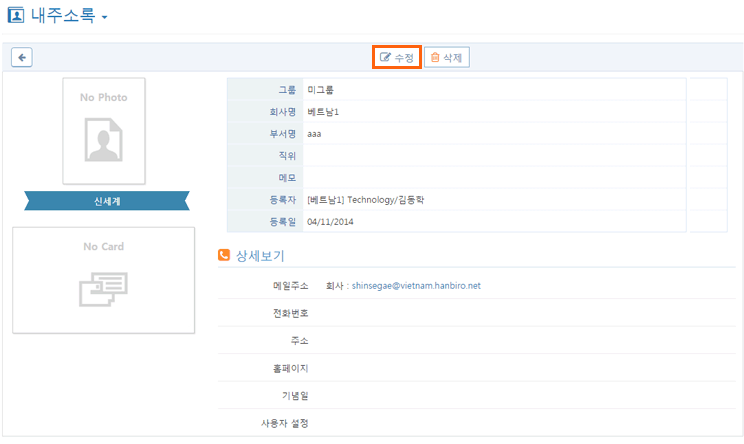 내주소록
수정 삭제
No Photo
신세계
No Card
그룹 미그룹
회사명 베트남1
부서명 aaa
직위
메모
등록자 [베트남1] Technology/김동학
등록일 04/11/2014
상세보기
메일주소 회사 : shinsegae@vietnam.hanbiro.net
전화번호
주소
홈페이지
기념일
사용자 설정